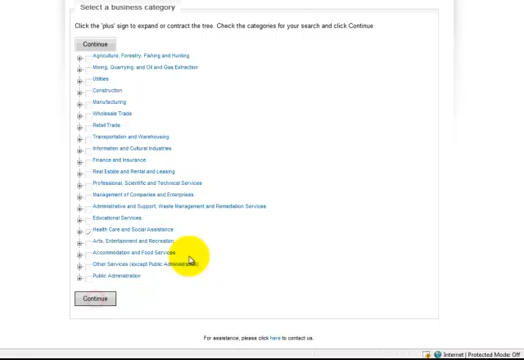 Select a business category
Click the 'plus' sign to expand or contract the tree. Check the categories for your search and click Continue
Continue
Agriculture, Forestry, Fishing and Hunting
Mining, Quarrying, and Oil and Gas Extraction
Utilities
Construction
Manufacturing
Wholesale Trade
Retail Trade
Transportation and Warehousing
Information and Cultural Industries
Finance and Insurance
Real Estate and Rental and Leasing
Professional, Scientific and Technical Services
Management of Companies and Enterprises
Administrative and Support, Waste Management and Remediation Services
Educational Services
Health Care and Social Assistance
Arts, Entertainment and Recreation
Accommodation and Food Services
Other Services (except Public Administration)
Public Administration
Continue
For assistance, please click here to contact us.
Internet | Protected Mode: Off